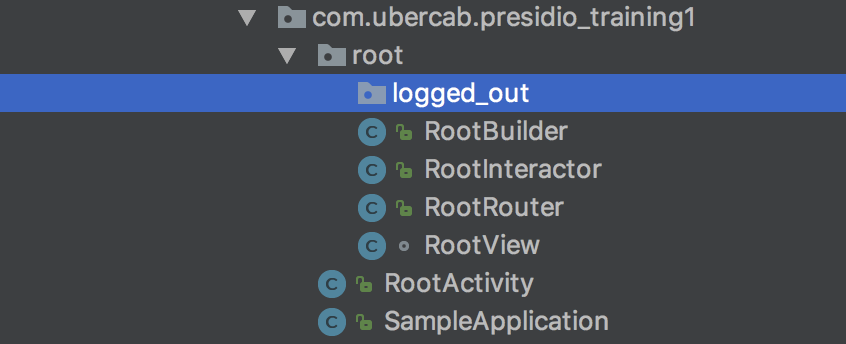 com.ubercab.presidio_training1
root
logged_out
C RootBuilder
C RootInteractor
C RootRouter
C RootView
C RootActivity
C SampleApplication